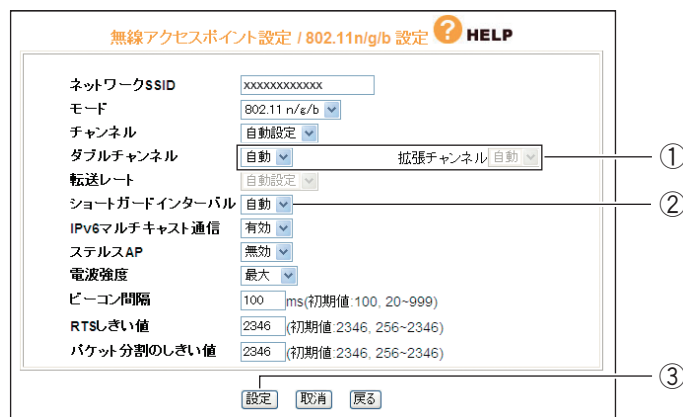 無線アクセスポイント設定 / 802.11n/g/b 設定 ? HELP
ネットワークSSID xxxxxxxxxxxx
モード 802.11 n/g/b
チャンネル 自動設定
ダブルチャンネル 自動 拡張チャンネル 自動 ①
転送レート 自動設定
ショートガードインターバル 自動 ②
IPv6マルチキャスト通信 有効
ステルスAP 無効
電波強度 最大
ビーコン間隔 100 ms(初期値:100, 20~999)
RTSしきい値 2346 (初期値:2346, 256~2346)
パケット分割のしきい値 2346 (初期値:2346, 256~2346)
③
設定 取消 戻る